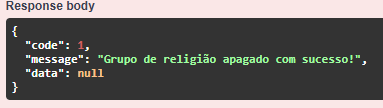 Response body
{
"code": 1,
"message": "Grupo de religião apagado com sucesso!",
"data": null
}